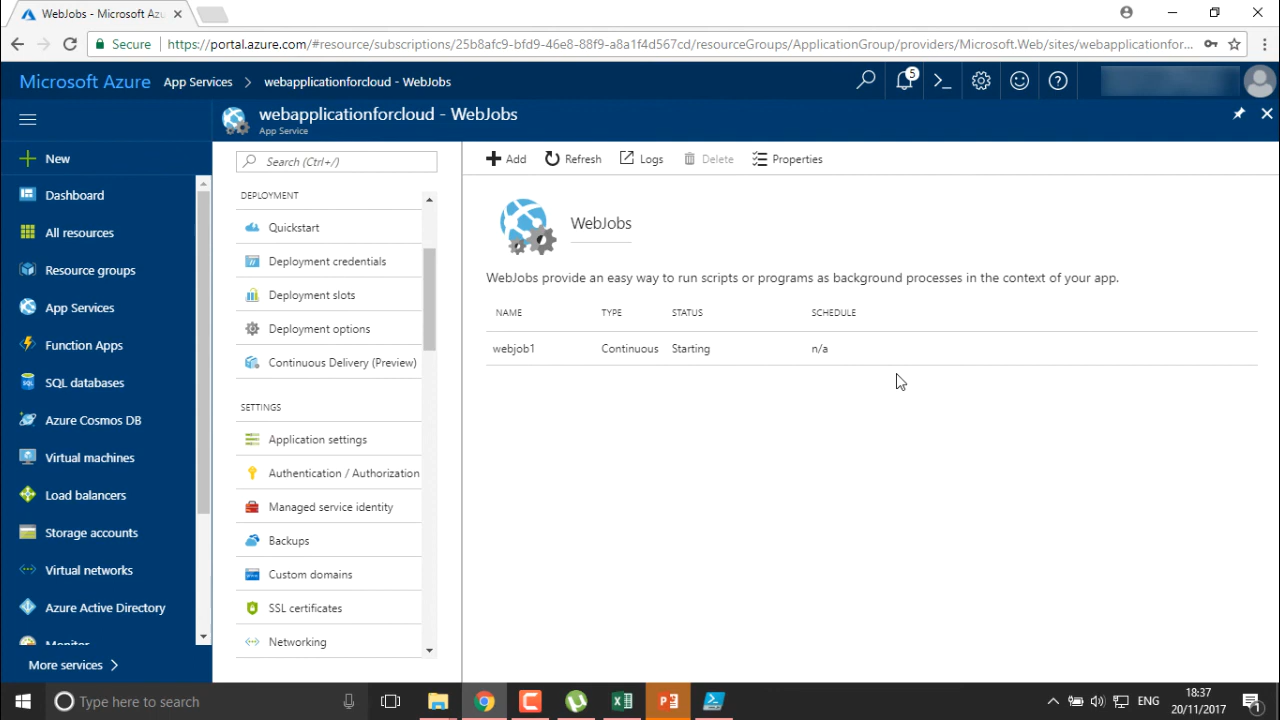 WebJobs - Microsoft Azu
Secure
https://portal.azure.com/#resource/subscriptions/25b8afc9-bfd9-46e8-88f9-a8a1f4d567cd/resourceGroups/ApplicationGroup/providers/Microsoft.Web/sites/webapplicationfor...
Microsoft Azure App Services > webapplicationforcloud - WebJobs
5
webapplicationforcloud - WebJobs
App Service
New
Dashboard
All resources
Resource groups
App Services
Function Apps
SQL databases
Azure Cosmos DB
Virtual machines
Load balancers
Storage accounts
Virtual networks
Azure Active Directory
Monitor
More services >
Search (Ctrl+/)
DEPLOYMENT
Quickstart
Deployment credentials
Deployment slots
Deployment options
Continuous Delivery (Preview)
SETTINGS
Application settings
Authentication / Authorization
Managed service identity
Backups
Custom domains
SSL certificates
Networking
Add Refresh Logs Delete Properties
WebJobs
WebJobs provide an easy way to run scripts or programs as background processes in the context of your app.
NAME TYPE STATUS SCHEDULE
webjob1 Continuous Starting n/a
Type here to search
ENG
18:37
20/11/2017
1